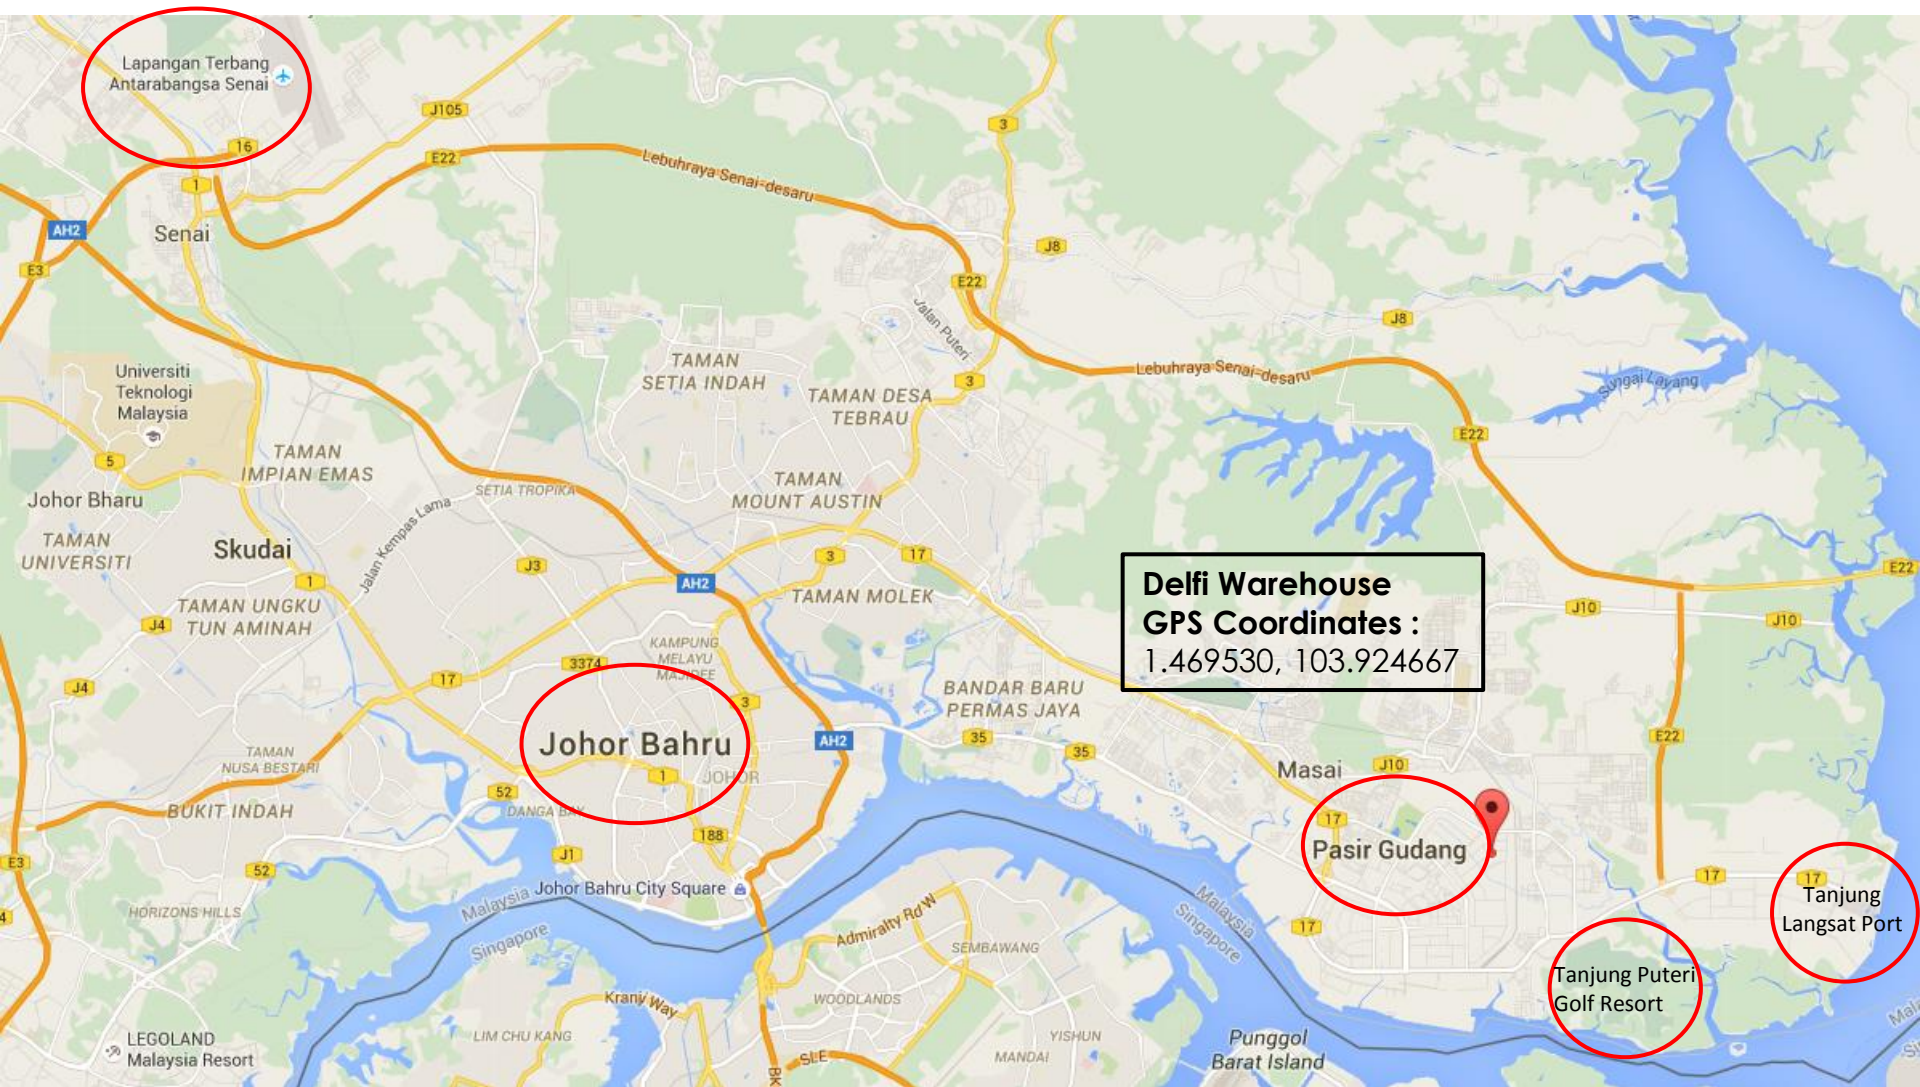 Lapangan Terbang
Antarabangsa Senai
J105
3
16
E22
Lebuhraya Senai-desaru
1
AH2
Senai
J8
E3
E22
Jalan Puteri
J8
Universiti
Teknologi
Malaysia
TAMAN
SETIA INDAH
Lebuhraya Senai-desaru
3
Sungai Layang
TAMAN DESA
TEBRAU
E22
TAMAN
IMPIAN EMAS
5
TAMAN
MOUNT AUSTIN
SETIA TROPIKA
Johor Bharu
Jalan Kempas Lama
TAMAN
UNIVERSITI
Skudai
3
17
J3
E22
1
AH2
Delfi Warehouse
GPS Coordinates :
1.469530, 103.924667
TAMAN MOLEK
TAMAN UNGKU
TUN AMINAH
J4
J10
J10
KAMPUNG
MELAYU
MAJIDEE
3374
17
J4
3
BANDAR BARU
PERMAS JAYA
Johor Bahru
AH2
35
35
E22
TAMAN
NUSA BESTARI
1
JOHOR
Masai
J10
52
DANGA BAY
BUKIT INDAH
188
17
Pasir Gudang
J1
E3
52
17
17
Johor Bahru City Square
Tanjung
Langsat Port
Malaysia
Singapore
Malaysia
Singapore
HORIZONS HILLS
4
Admiralty Rd W
17
SEMBAWANG
Tanjung Puteri
Golf Resort
Kranji Way
WOODLANDS
LEGOLAND
Malaysia Resort
LIM CHU KANG
YISHUN
MANDAI
SLE
BK
Punggol
Barat Island